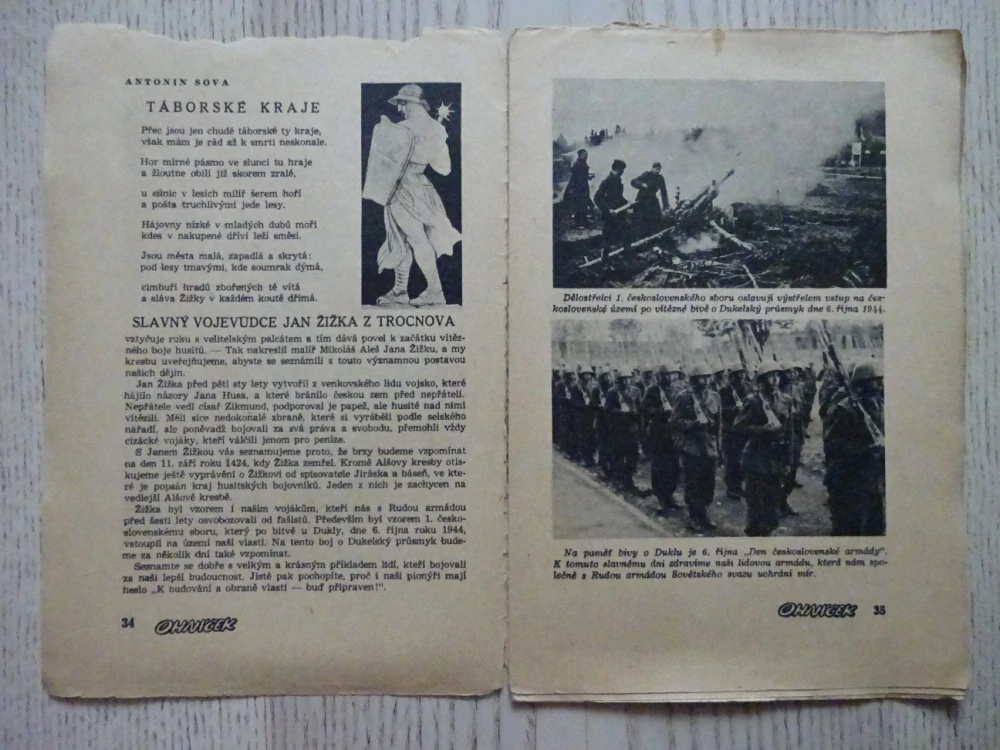 ANTONÍN SOVA
TÁBORSKÉ KRAJE
Přec jsou jen chudé táborské ty kraje,
však mám je rád až k smrti neskonale.
Hor mírné pásmo ve slunci tu hraje
a žloutne obilí již skorem zralé,
u silnic v lesích milíř šerem hoří
a pošta truchlivými jede lesy.
Hájovny nízké v mladých dubů moři
kdes v nakupené dříví leží směsi.
Jsou města malá, zapadlá a skrytá:
pod lesy tmavými, kde soumrak dýmá,
cimbuří hradů zbořených tě vítá
a sláva Žižky v každém koutě dřímá.
SLAVNÝ VOJEVŮDCE JAN ŽIŽKA Z TROCNOVA
vztyčuje ruku s velitelským palcátem a tím dává povel k začátku vítěz-
ného boje husitů. — Tak nakreslil malíř Mikoláš Aleš Jana Žižku, a my
kresbu uveřejňujeme, abyste se seznámili s touto významnou postavou
našich dějin.
Jan Žižka před pěti sty lety vytvořil z venkovského lidu vojsko, které
hájilo názory Jana Husa, a které bránilo českou zem před nepřáteli.
Nepřátele vedl císař Zikmund, podporoval je papež, ale husité nad nimi
vítězili. Měli sice nedokonalé zbraně, které si vyráběli podle selského
nářadí, ale poněvadž bojovali za svá práva a svobodu, přemohli vždy
cizácké vojáky, kteří válčili jenom pro peníze.
S Janem Žižkou vás seznamujeme proto, že brzy budeme vzpomínat
na den 11. září roku 1424, kdy Žižka zemřel. Kromě Alšovy kresby otis-
kujeme ještě vyprávění o Žižkovi od spisovatele Jiráska a báseň, ve kte-
ré je popsán kraj husitských bojovníků. Jeden z nich je zachycen na
vedlejší Alšově kresbě.
Žižka byl vzorem i našim vojákům, kteří nás s Rudou armádou
před šesti lety osvobozovali od fašistů. Především byl vzorem 1. česko-
slovenskému sboru, který po bitvě u Dukly, dne 6. října roku 1944,
vstoupil na území naší vlasti. Na tento boj o Dukelský průsmyk bude-
me za několik dní také vzpomínat.
Seznamte se dobře s velkým a krásným příkladem lidí, kteří bojovali
za naši lepší budoucnost. Jistě pak pochopíte, proč i naši pionýři mají
heslo „K budování a obraně vlasti — buď připraven!".
34 OHNÍČEK
Dělostřelci 1. československého sboru oslavují výstřelem vstup na čes-
koslovenské území po vítězné bivě o Dukelský průsmyk dne 6. října 1944.
Na paměť bivy o Duklu je 6. října „Den československé armády".
K tomuto slavnému dni zdravíme naši lidovou armádu, která nám spo-
lečně s Rudou armádou Sovětského svazu uchrání mír.
OHNÍČEK 35